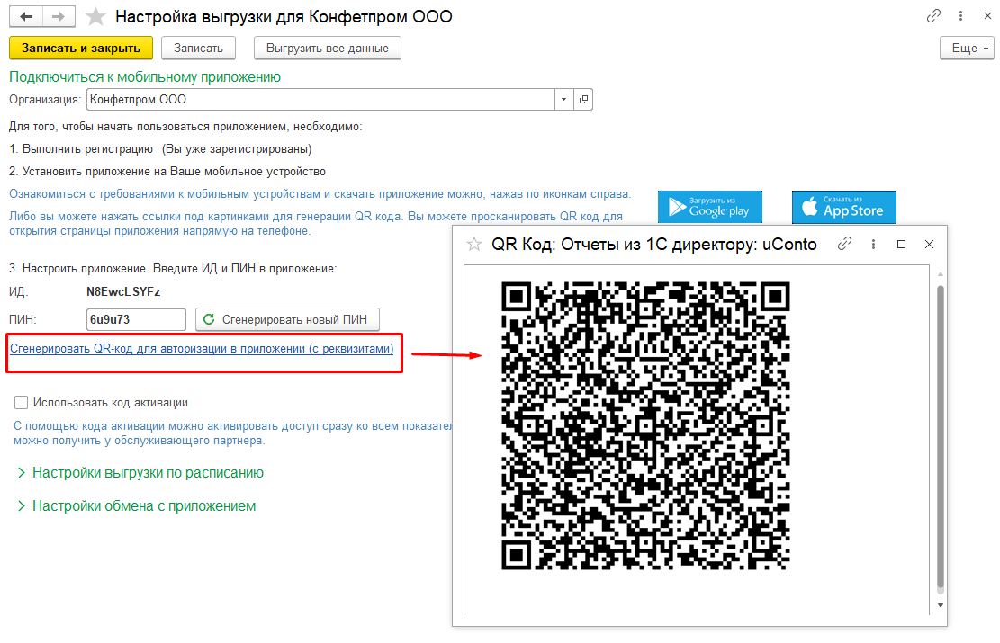 Настройка выгрузки для Конфетпром ООО
Записать и закрыть
Записать
Выгрузить все данные
Еще
Подключиться к мобильному приложению
Организация: Конфетпром ООО
Для того, чтобы начать пользоваться приложением, необходимо:
1. Выполнить регистрацию (Вы уже зарегистрированы)
2. Установить приложение на Ваше мобильное устройство
Ознакомиться с требованиями к мобильным устройствам и скачать приложение можно, нажав по иконкам справа.
Загрузить из
Google play
Скачать из
App Store
Либо вы можете нажать ссылки под картинками для генерации QR кода. Вы можете просканировать QR код для
открытия страницы приложения напрямую на телефоне.
3. Настроить приложение. Введите ИД и ПИН в приложение:
ИД: N8EwcLSYFz
ПИН: 6u9u73
Сгенерировать новый ПИН
Сгенерировать QR-код для авторизации в приложении (с реквизитами)
Использовать код активации
С помощью кода активации можно активировать доступ сразу ко всем показател
можно получить у обслуживающего партнера.
Настройки выгрузки по расписанию
Настройки обмена с приложением
QR Код: Отчеты из 1С директору: uConto